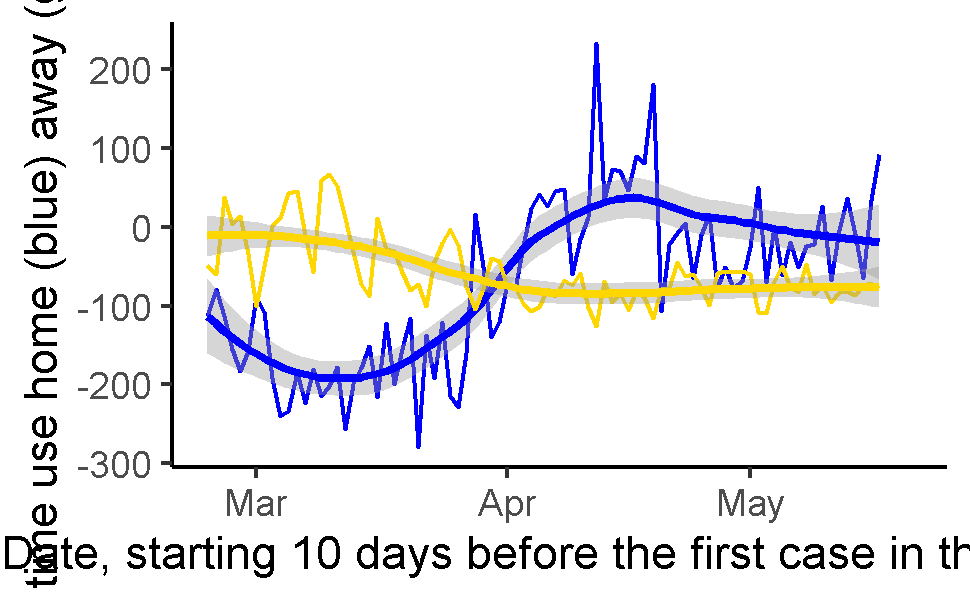 time use home (blue) away (
200
100
0
-100
-200
-300
Mar Apr May
Date, starting 10 days before the first case in th